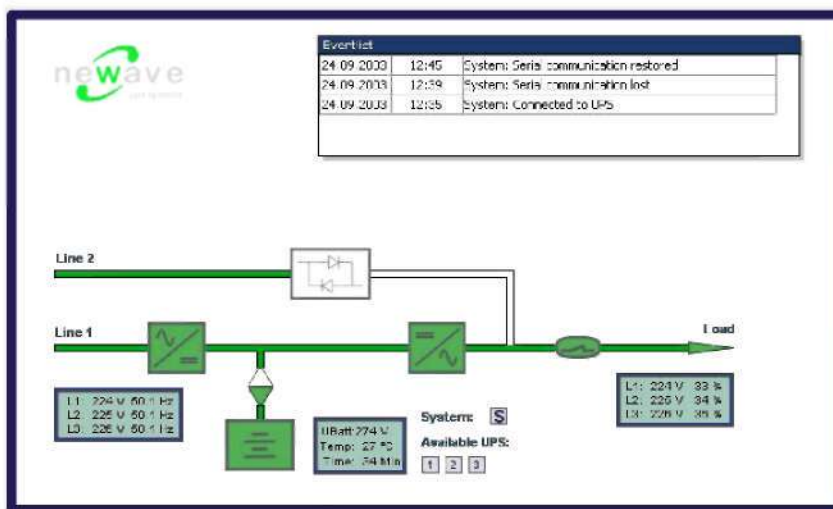 newave
Event list
24.09.2003 12:45 System: Serial communication restored
24.09.2003 12:39 System: Serial communication lost
24.09.2003 12:35 System: Connected to UPS
Line 2
Line 1
Load
L1: 224 V 50.1 Hz
L2: 225 V 50.1 Hz
L3: 226 V 50.1 Hz
UBatt: 274 V
Temp: 27 °C
Time: 34 Min
System: S
Available UPS:
1 2 3
L1: 224 V 33 %
L2: 225 V 34 %
L3: 226 V 35 %